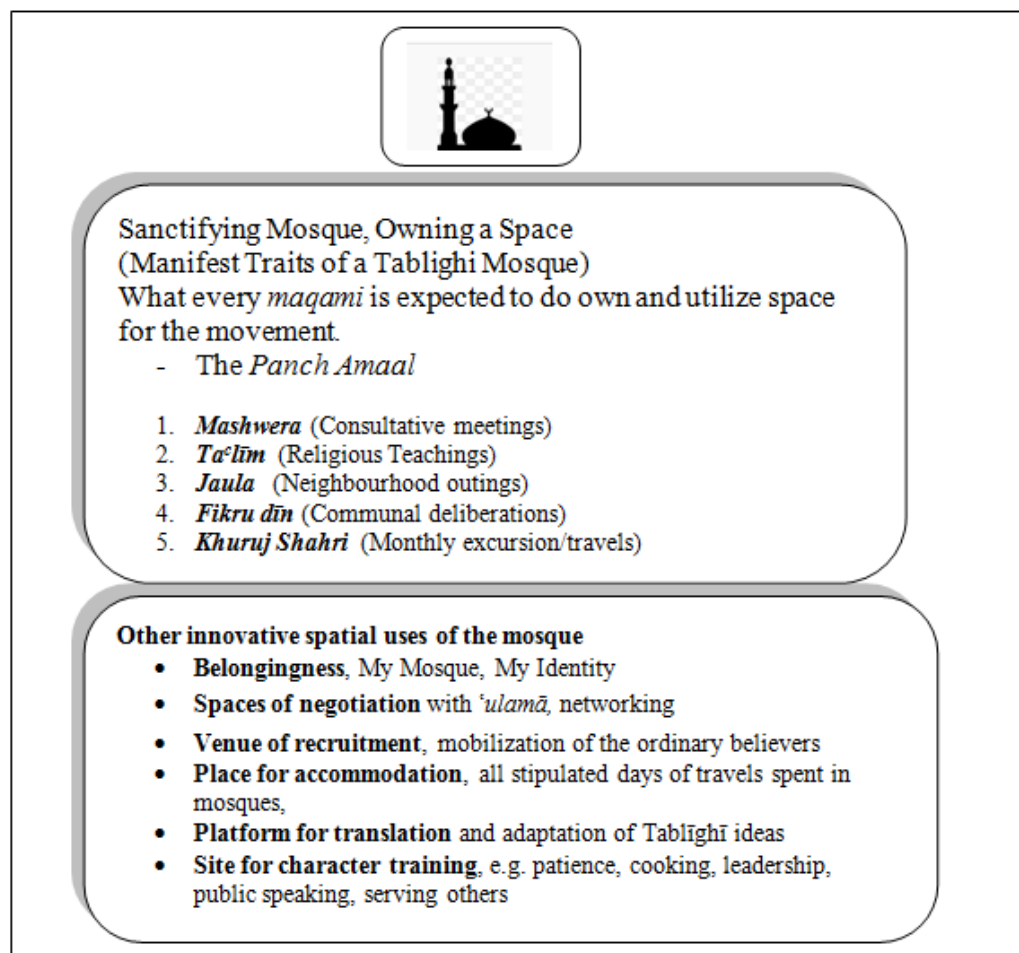 Sanctifying Mosque, Owning a Space
(Manifest Traits of a Tablighi Mosque)
What every maqami is expected to do own and utilize space
for the movement.
- The Panch Amaal
1. Mashwera (Consultative meetings)
2. Taʿlīm (Religious Teachings)
3. Jaula (Neighbourhood outings)
4. Fikru dīn (Communal deliberations)
5. Khuruj Shahri (Monthly excursion/travels)
Other innovative spatial uses of the mosque
• Belongingness, My Mosque, My Identity
• Spaces of negotiation with ʿulamā, networking
• Venue of recruitment, mobilization of the ordinary believers
• Place for accommodation, all stipulated days of travels spent in
mosques,
• Platform for translation and adaptation of Tablīghī ideas
• Site for character training, e.g. patience, cooking, leadership,
public speaking, serving others